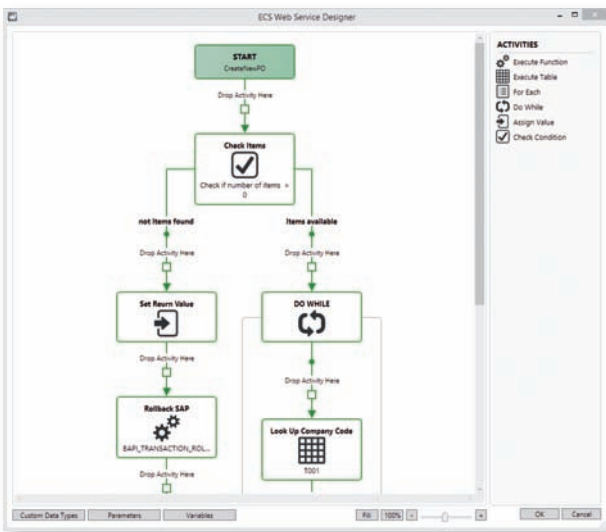 ECS Web Service Designer
START
CreateNewPO
Drop Activity Here
Check Items
Check if number of items =
0
not Items found
Items available
Drop Activity Here
Drop Activity Here
Set Reurn Value
DO WHILE
Drop Activity Here
Drop Activity Here
Rollback SAP
BAPI_TRANSACTION_ROL...
Look Up Company Code
T001
Drop Activity Here
ACTIVITIES
Execute Function
Execute Table
For Each
Do While
Assign Value
Check Condition
Custom Data Types
Parameters
Variables
Fill
100%
-
+
OK
Cancel